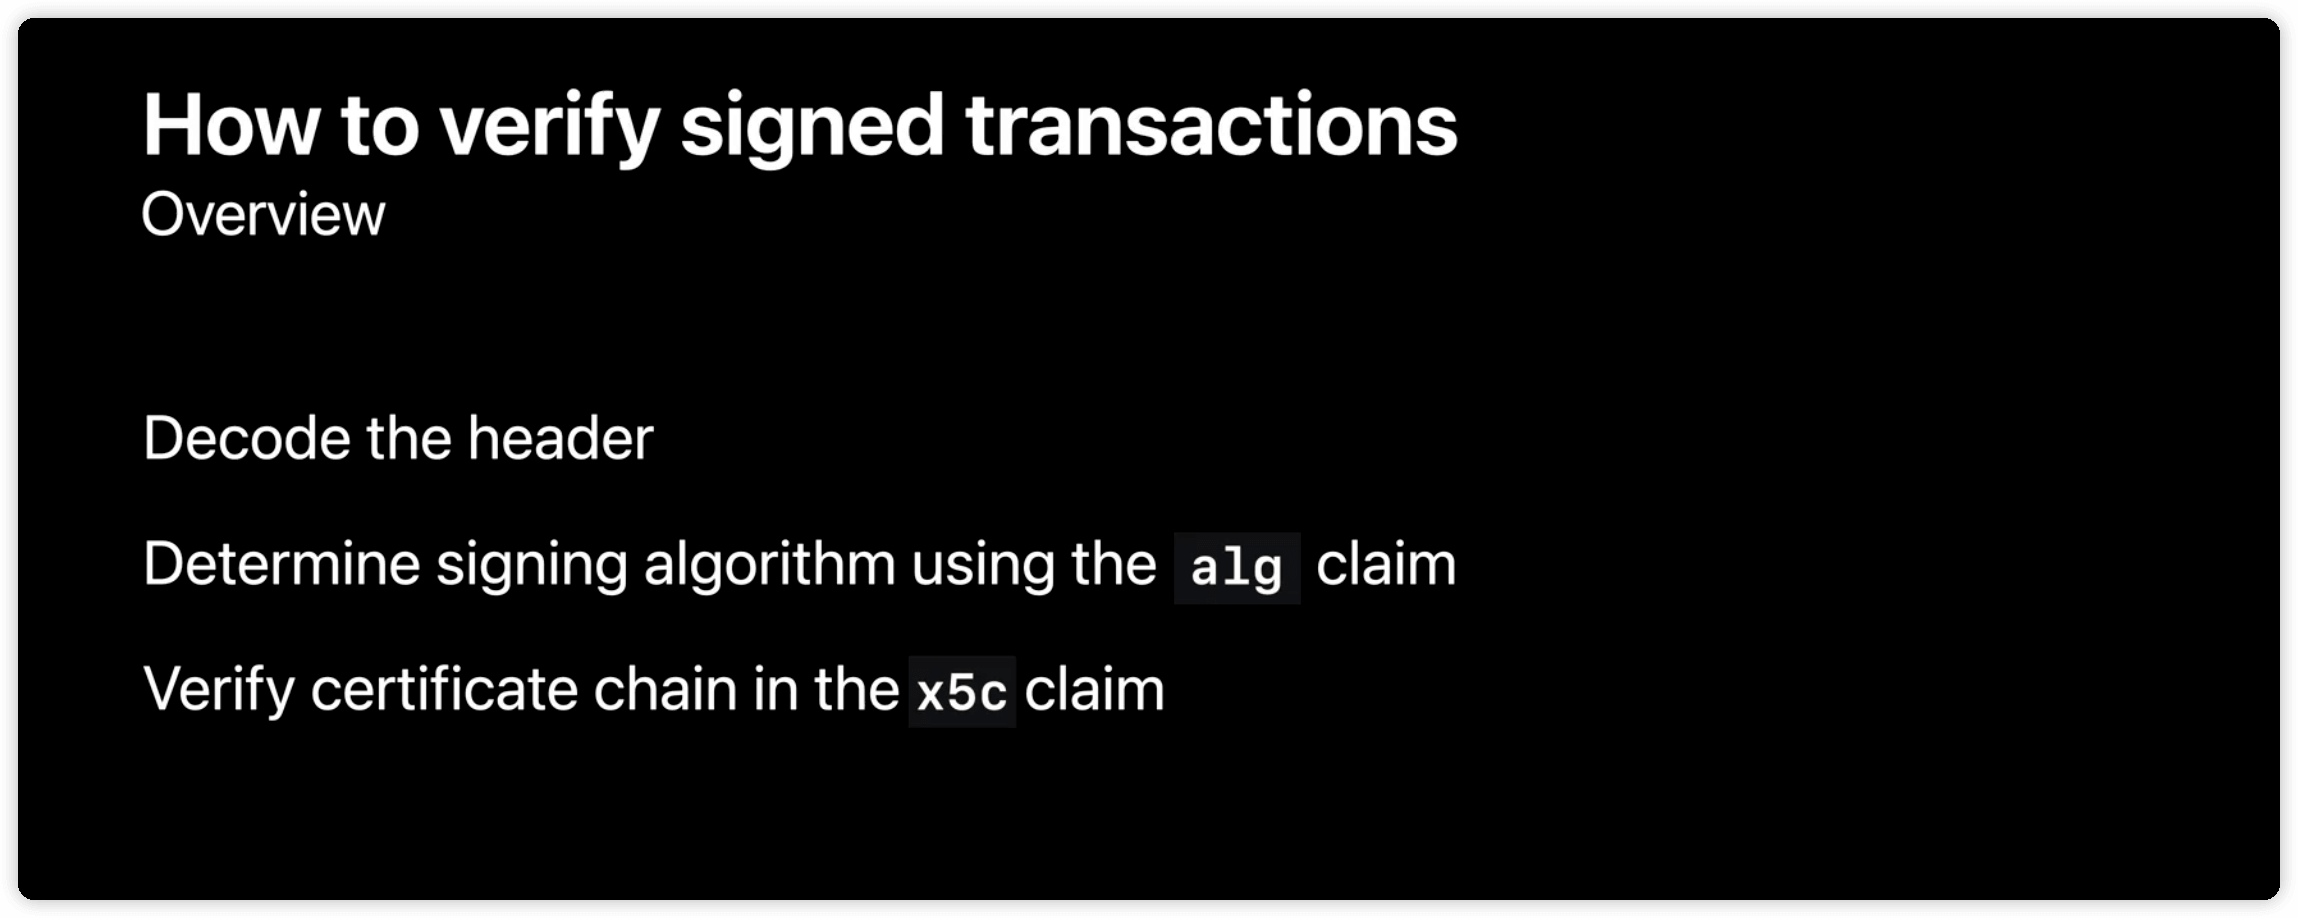 How to verify signed transactions
Overview
Decode the header
Determine signing algorithm using the alg claim
Verify certificate chain in the x5c claim